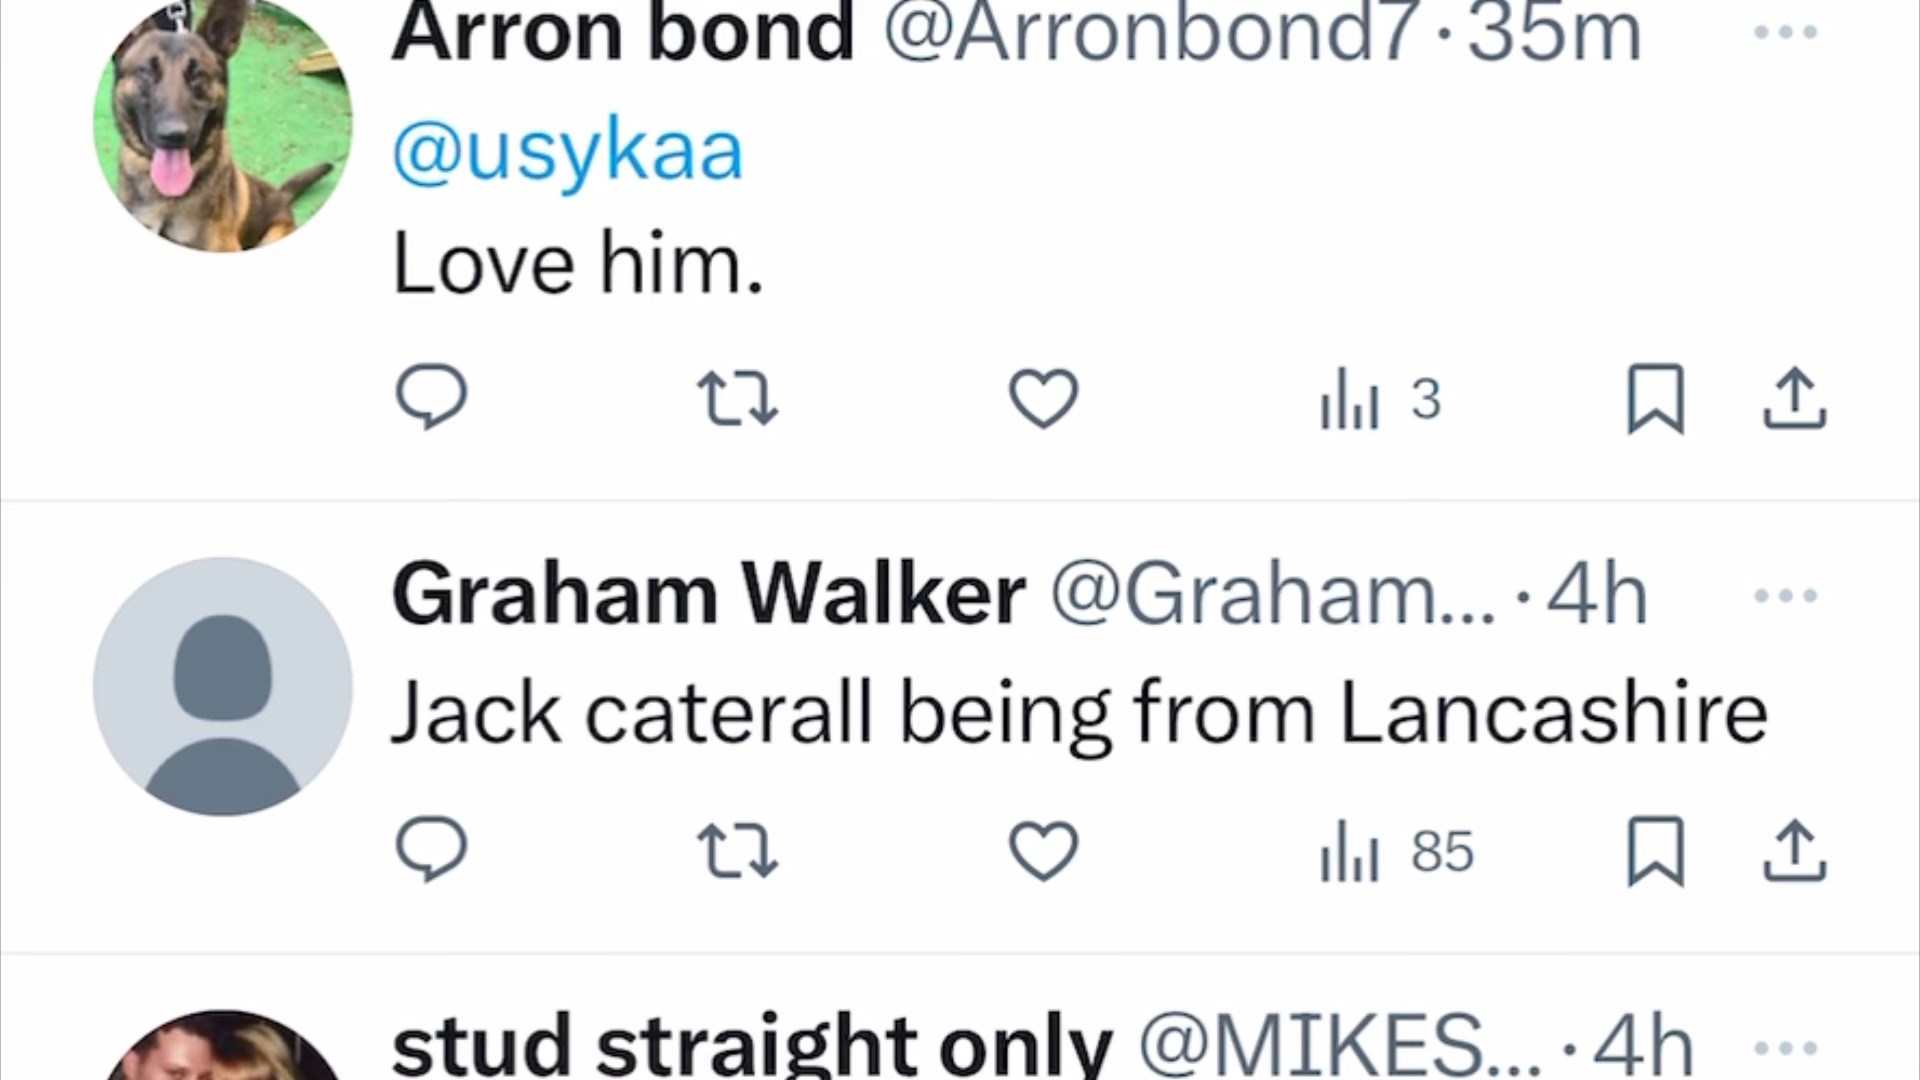 Arron bond @Arronbond7 · 35m
@usykaa
Love him.
3
Graham Walker @Graham... · 4h
Jack caterall being from Lancashire
85
stud straight only @MIKES... · 4h